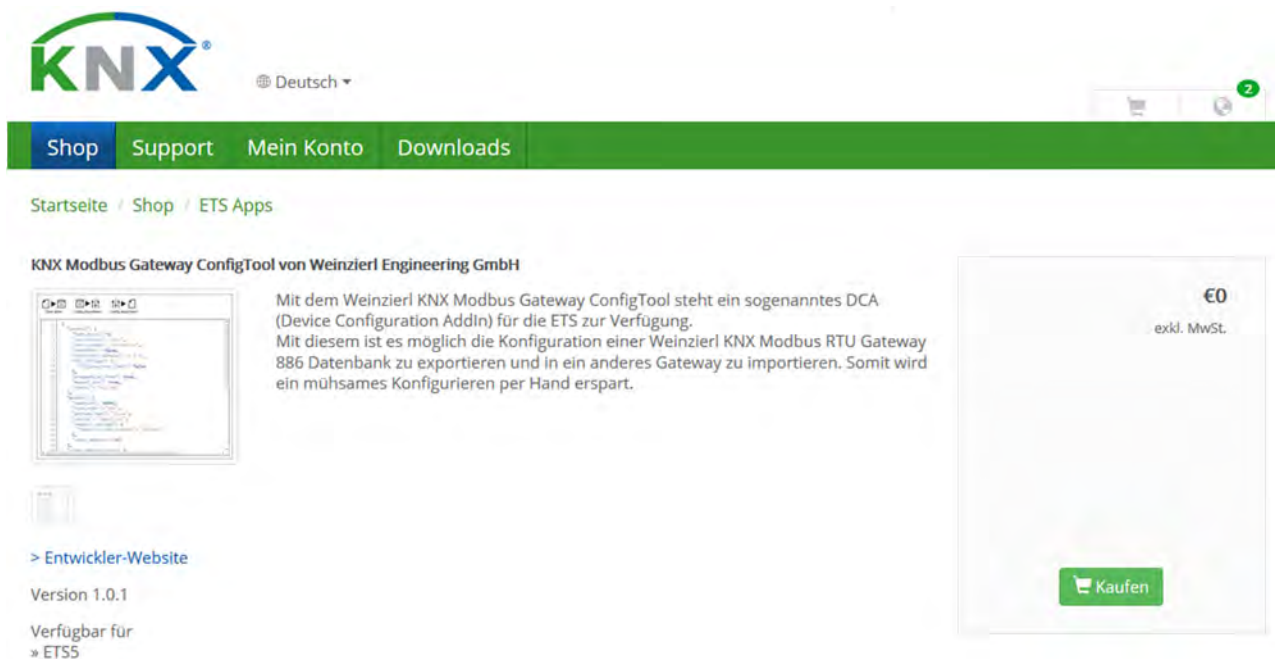 KNX®
Deutsch
2
Shop Support Mein Konto Downloads
Startseite / Shop / ETS Apps
KNX Modbus Gateway ConfigTool von Weinzierl Engineering GmbH
Mit dem Weinzierl KNX Modbus Gateway ConfigTool steht ein sogenanntes DCA
(Device Configuration AddIn) für die ETS zur Verfügung.
Mit diesem ist es möglich die Konfiguration einer Weinzierl KNX Modbus RTU Gateway
886 Datenbank zu exportieren und in ein anderes Gateway zu importieren. Somit wird
ein mühsames Konfigurieren per Hand erspart.
€0
exkl. MwSt.
> Entwickler-Website
Version 1.0.1
Kaufen
Verfügbar für
» ETS5